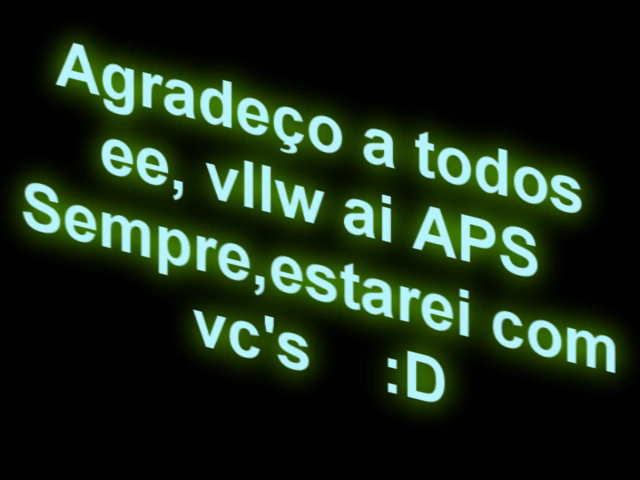 Agradeço a todos
ee, vllw ai APS
Sempre,estarei com
vc's :D